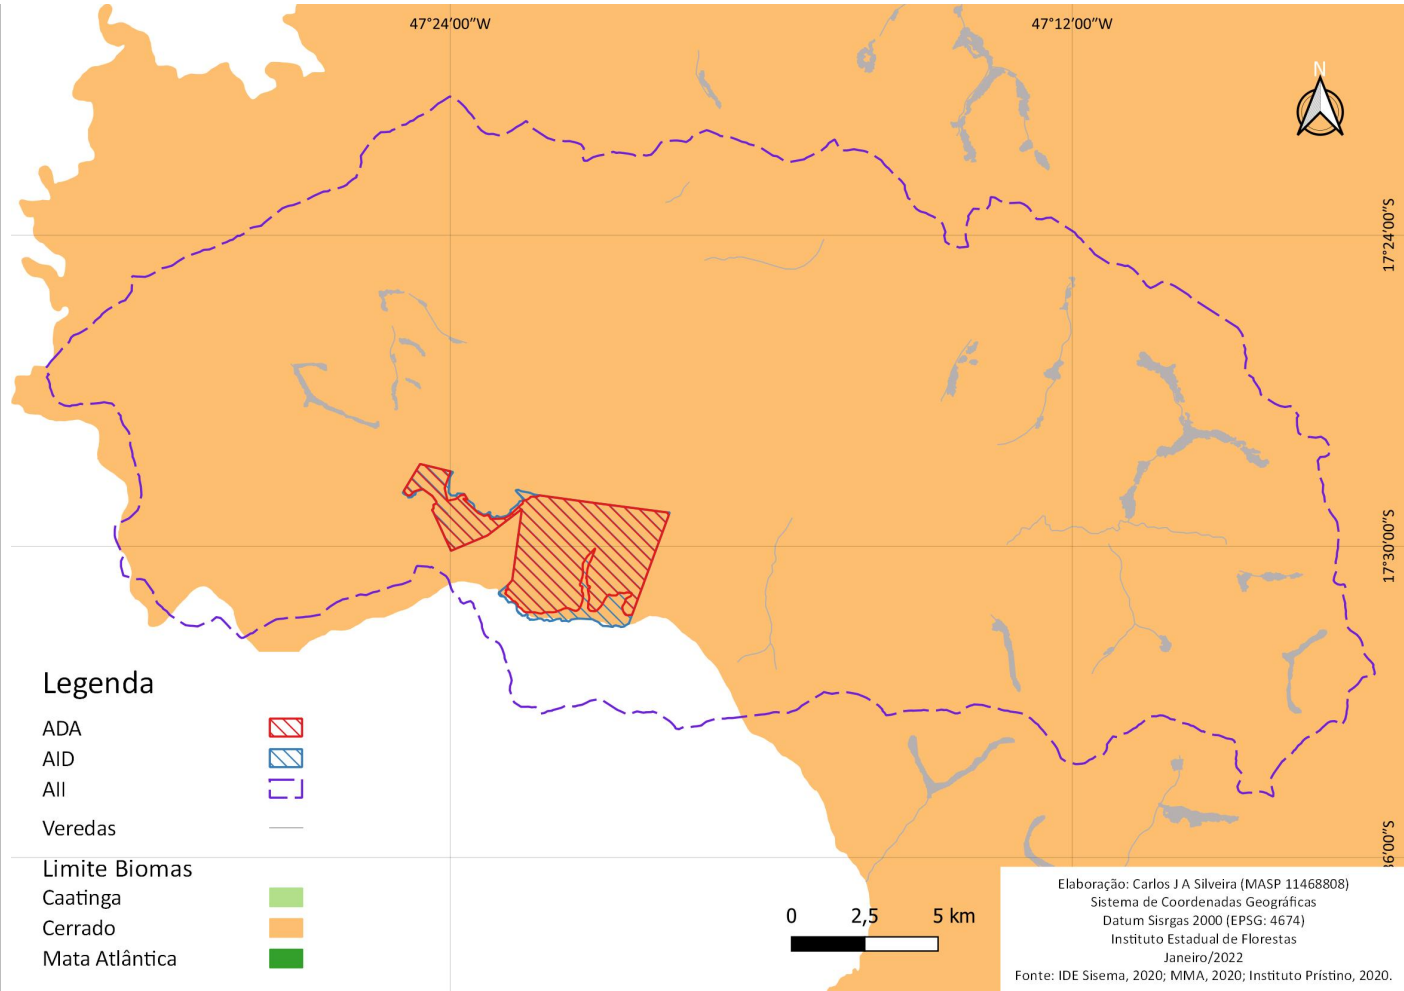 47°24'00"W
47°12'00"W
N
17°24'00"S
17°30'00"S
36'00"S
Legenda
ADA
AID
AII
Veredas
Limite Biomas
Caatinga
Cerrado
Mata Atlântica
0 2,5 5 km
Elaboração: Carlos J A Silveira (MASP 11468808)
Sistema de Coordenadas Geográficas
Datum Sisrgas 2000 (EPSG: 4674)
Instituto Estadual de Florestas
Janeiro/2022
Fonte: IDE Sisema, 2020; MMA, 2020; Instituto Prístino, 2020.